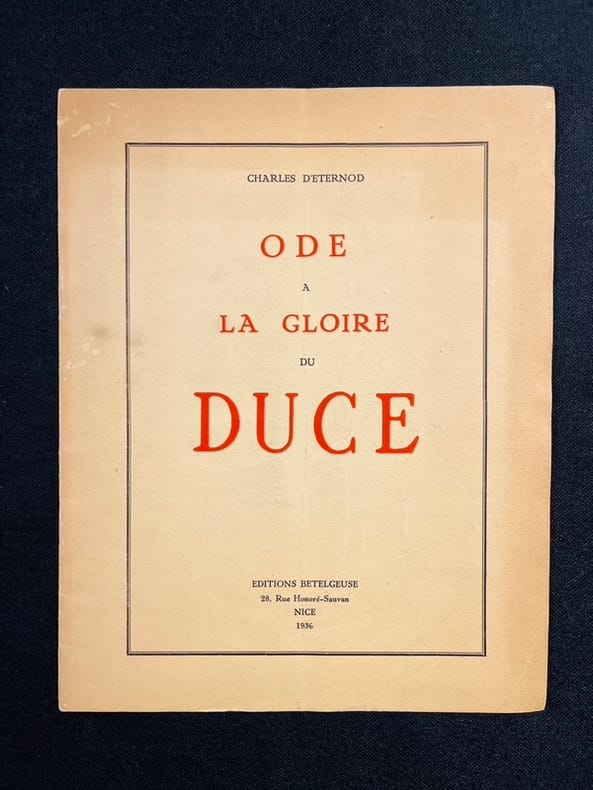 CHARLES D'ETERNOD
ODE
A
LA GLOIRE
DU
DUCE
EDITIONS BETELGEUSE
28, Rue Honoré-Sauvan
NICE
1936